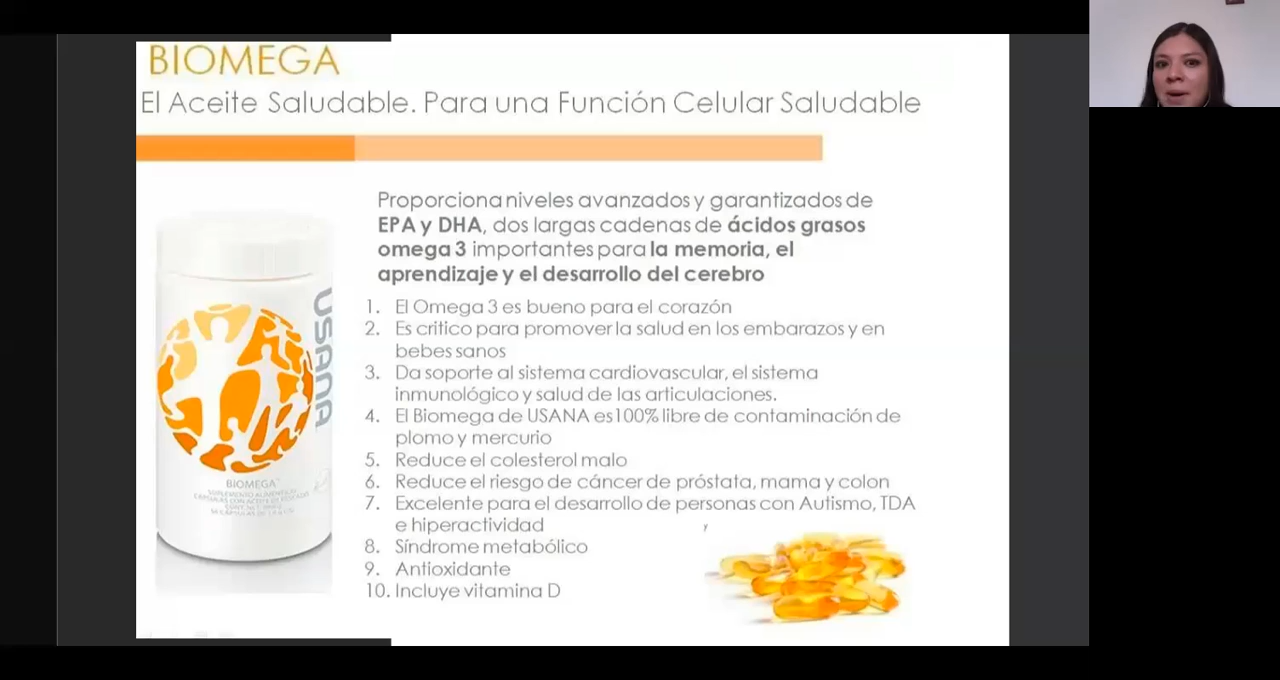 BIOMEGA
El Aceite Saludable. Para una Función Celular Saludable
Proporciona niveles avanzados y garantizados de
EPA y DHA, dos largas cadenas de ácidos grasos
omega 3 importantes para la memoria, el
aprendizaje y el desarrollo del cerebro
1. El Omega 3 es bueno para el corazón
2. Es critico para promover la salud en los embarazos y en
bebes sanos
3. Da soporte al sistema cardiovascular, el sistema
inmunológico y salud de las articulaciones.
4. El Biomega de USANA es 100% libre de contaminación de
plomo y mercurio
5. Reduce el colesterol malo
6. Reduce el riesgo de cáncer de próstata, mama y colon
7. Excelente para el desarrollo de personas con Autismo, TDA
e hiperactividad
8. Síndrome metabólico
9. Antioxidante
10. Incluye vitamina D
USANA
BIOMEGA
SUPLEMENTO ALIMENTICIO